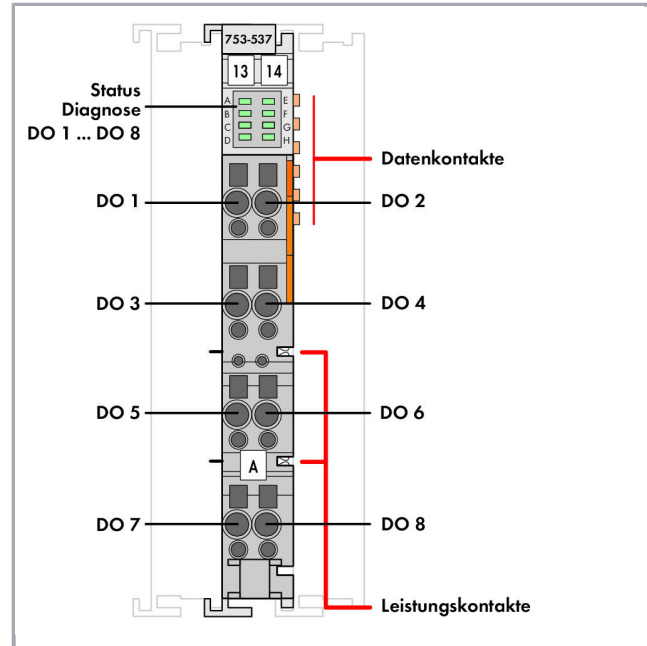 753-537
13 14
Status
Diagnose
DO 1 ... DO 8
A E
B F
C G
D H
Datenkontakte
DO 1 DO 2
DO 3 DO 4
DO 5 DO 6
A
DO 7 DO 8
Leistungskontakte